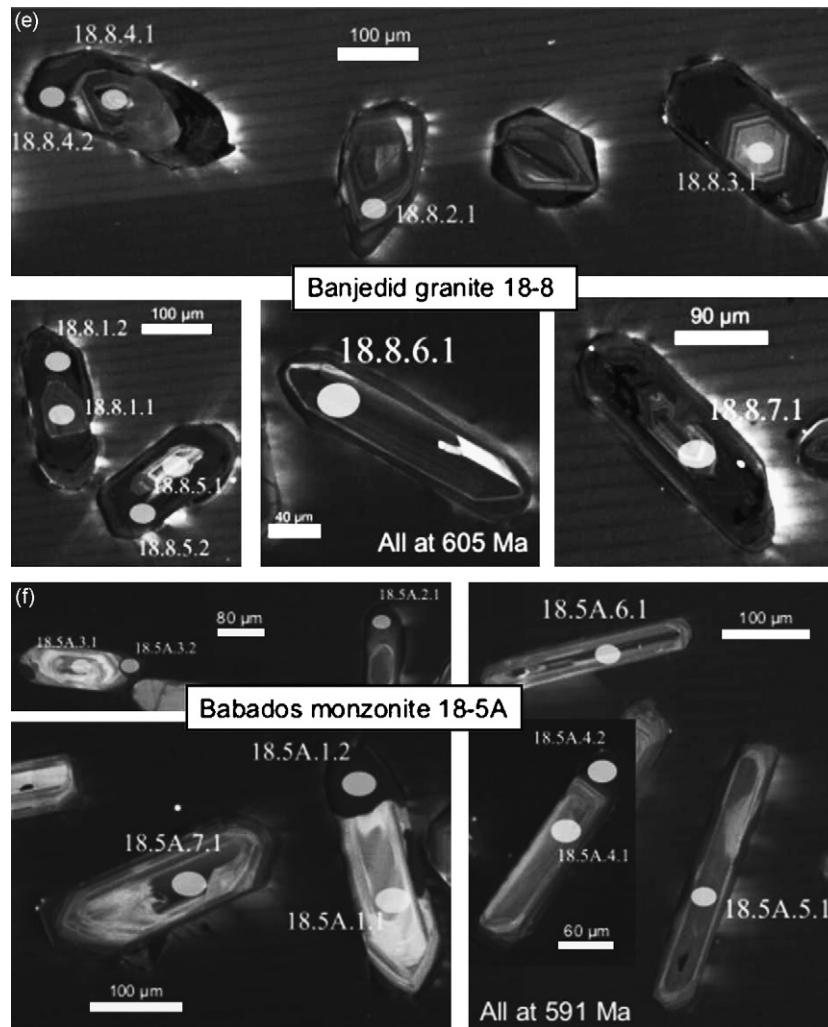 (e)
18.8.4.1
100 µm
18.8.4.2
18.8.2.1
18.8.3.1
Banjedid granite 18-8
18.8.1.2
100 µm
18.8.1.1
18.8.5.1
18.8.5.2
18.8.6.1
40 µm
All at 605 Ma
90 µm
18.8.7.1
(f)
18.5A.3.1
18.5A.3.2
80 µm
18.5A.2.1
18.5A.6.1
100 µm
Babados monzonite 18-5A
18.5A.1.2
18.5A.7.1
18.5A.1.1
100 µm
18.5A.4.2
18.5A.4.1
60 µm
18.5A.5.1
All at 591 Ma